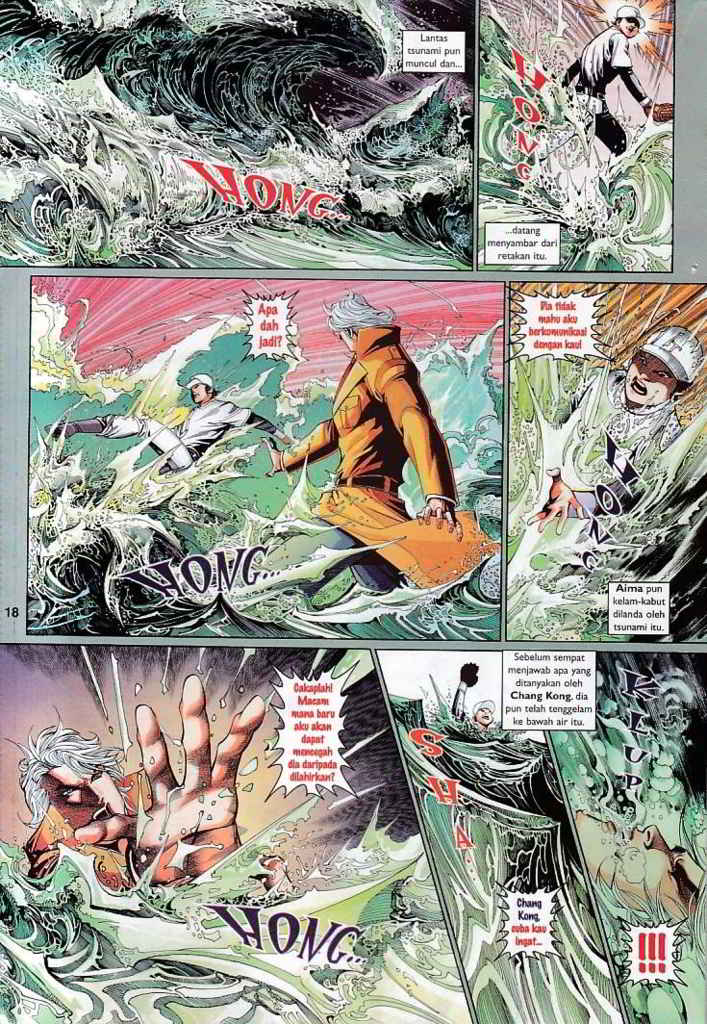 Lantas
tsunami pun
muncul dan...
HONG...
HONG
...datang
menyambar dari
retakan itu.
Apa
dah
jadi?
HONG...
Dia tidak
mahu aku
berkomunikasi
dengan kau!
HONG
Aima pun
kelam-kabut
dilanda oleh
tsunami itu.
18
Cakaplah!
Macam
mana baru
aku akan
dapat
mencegah
dia daripada
dilahirkan?
HONG...
Sebelum sempat
menjawab apa yang
ditanyakan oleh
Chang Kong, dia
pun telah tenggelam
ke bawah air itu.
SHA...
Chang
Kong,
cuba kau
ingat...
KLUP
!!!